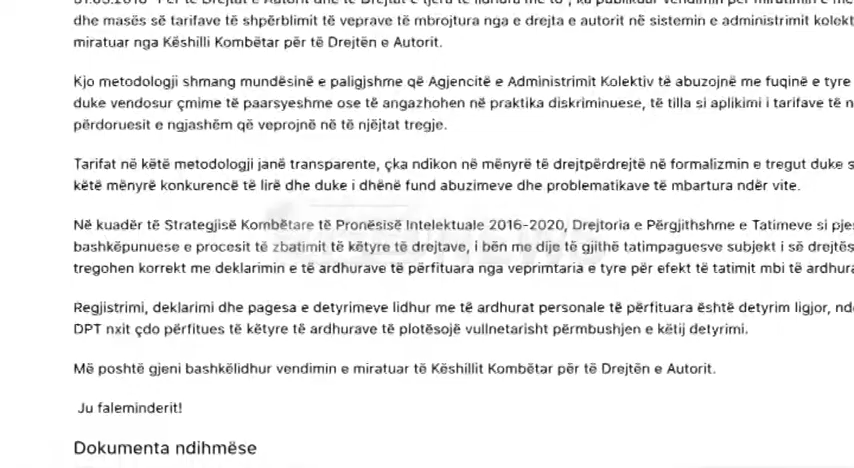 dhe masës së tarifave të shpërblimit të veprave të mbrojtura nga e drejta e autorit në sistemin e administrimit
miratuar nga Këshilli Kombëtar për të Drejtën e Autorit.
Kjo metodologji shmang mundësinë e paligjshme që Agjencitë e Administrimit Kolektiv të abuzojnë me fuqinë e tyre
duke vendosur çmime të paarsyeshme ose të angazhohen në praktika diskriminuese, të tilla si aplikimi i tarifave të
përdoruesit e ngjashëm që veprojnë në të njëjtat tregje.
Tarifat në këtë metodologji janë transparente, çka ndikon në mënyrë të drejtpërdrejtë në formalizmin e tregut duke
këtë mënyrë konkurencë të lirë dhe duke i dhënë fund abuzimeve dhe problematikave të mbartura ndër vite.
Në kuadër të Strategjisë Kombëtare të Pronësisë Intelektuale 2016-2020, Drejtoria e Përgjithshme e Tatimeve si
bashkëpunuese e procesit të zbatimit të këtyre të drejtave, i bën me dije të gjithë tatimpaguesve subjekt i së
tregohen korrekt me deklarimin e të ardhurave të përfituara nga veprimtaria e tyre për efekt të tatimit mbi të
Regjistrimi, deklarimi dhe pagesa e detyrimeve lidhur me të ardhurat personale të përfituara është detyrim ligjor,
DPT nxit çdo përfitues të këtyre të ardhurave të plotësojë vullnetarisht përmbushjen e këtij detyrimi.
Më poshtë gjeni bashkëlidhur vendimin e miratuar të Këshillit Kombëtar për të Drejtën e Autorit.
Ju faleminderit!
Dokumenta ndihmëse